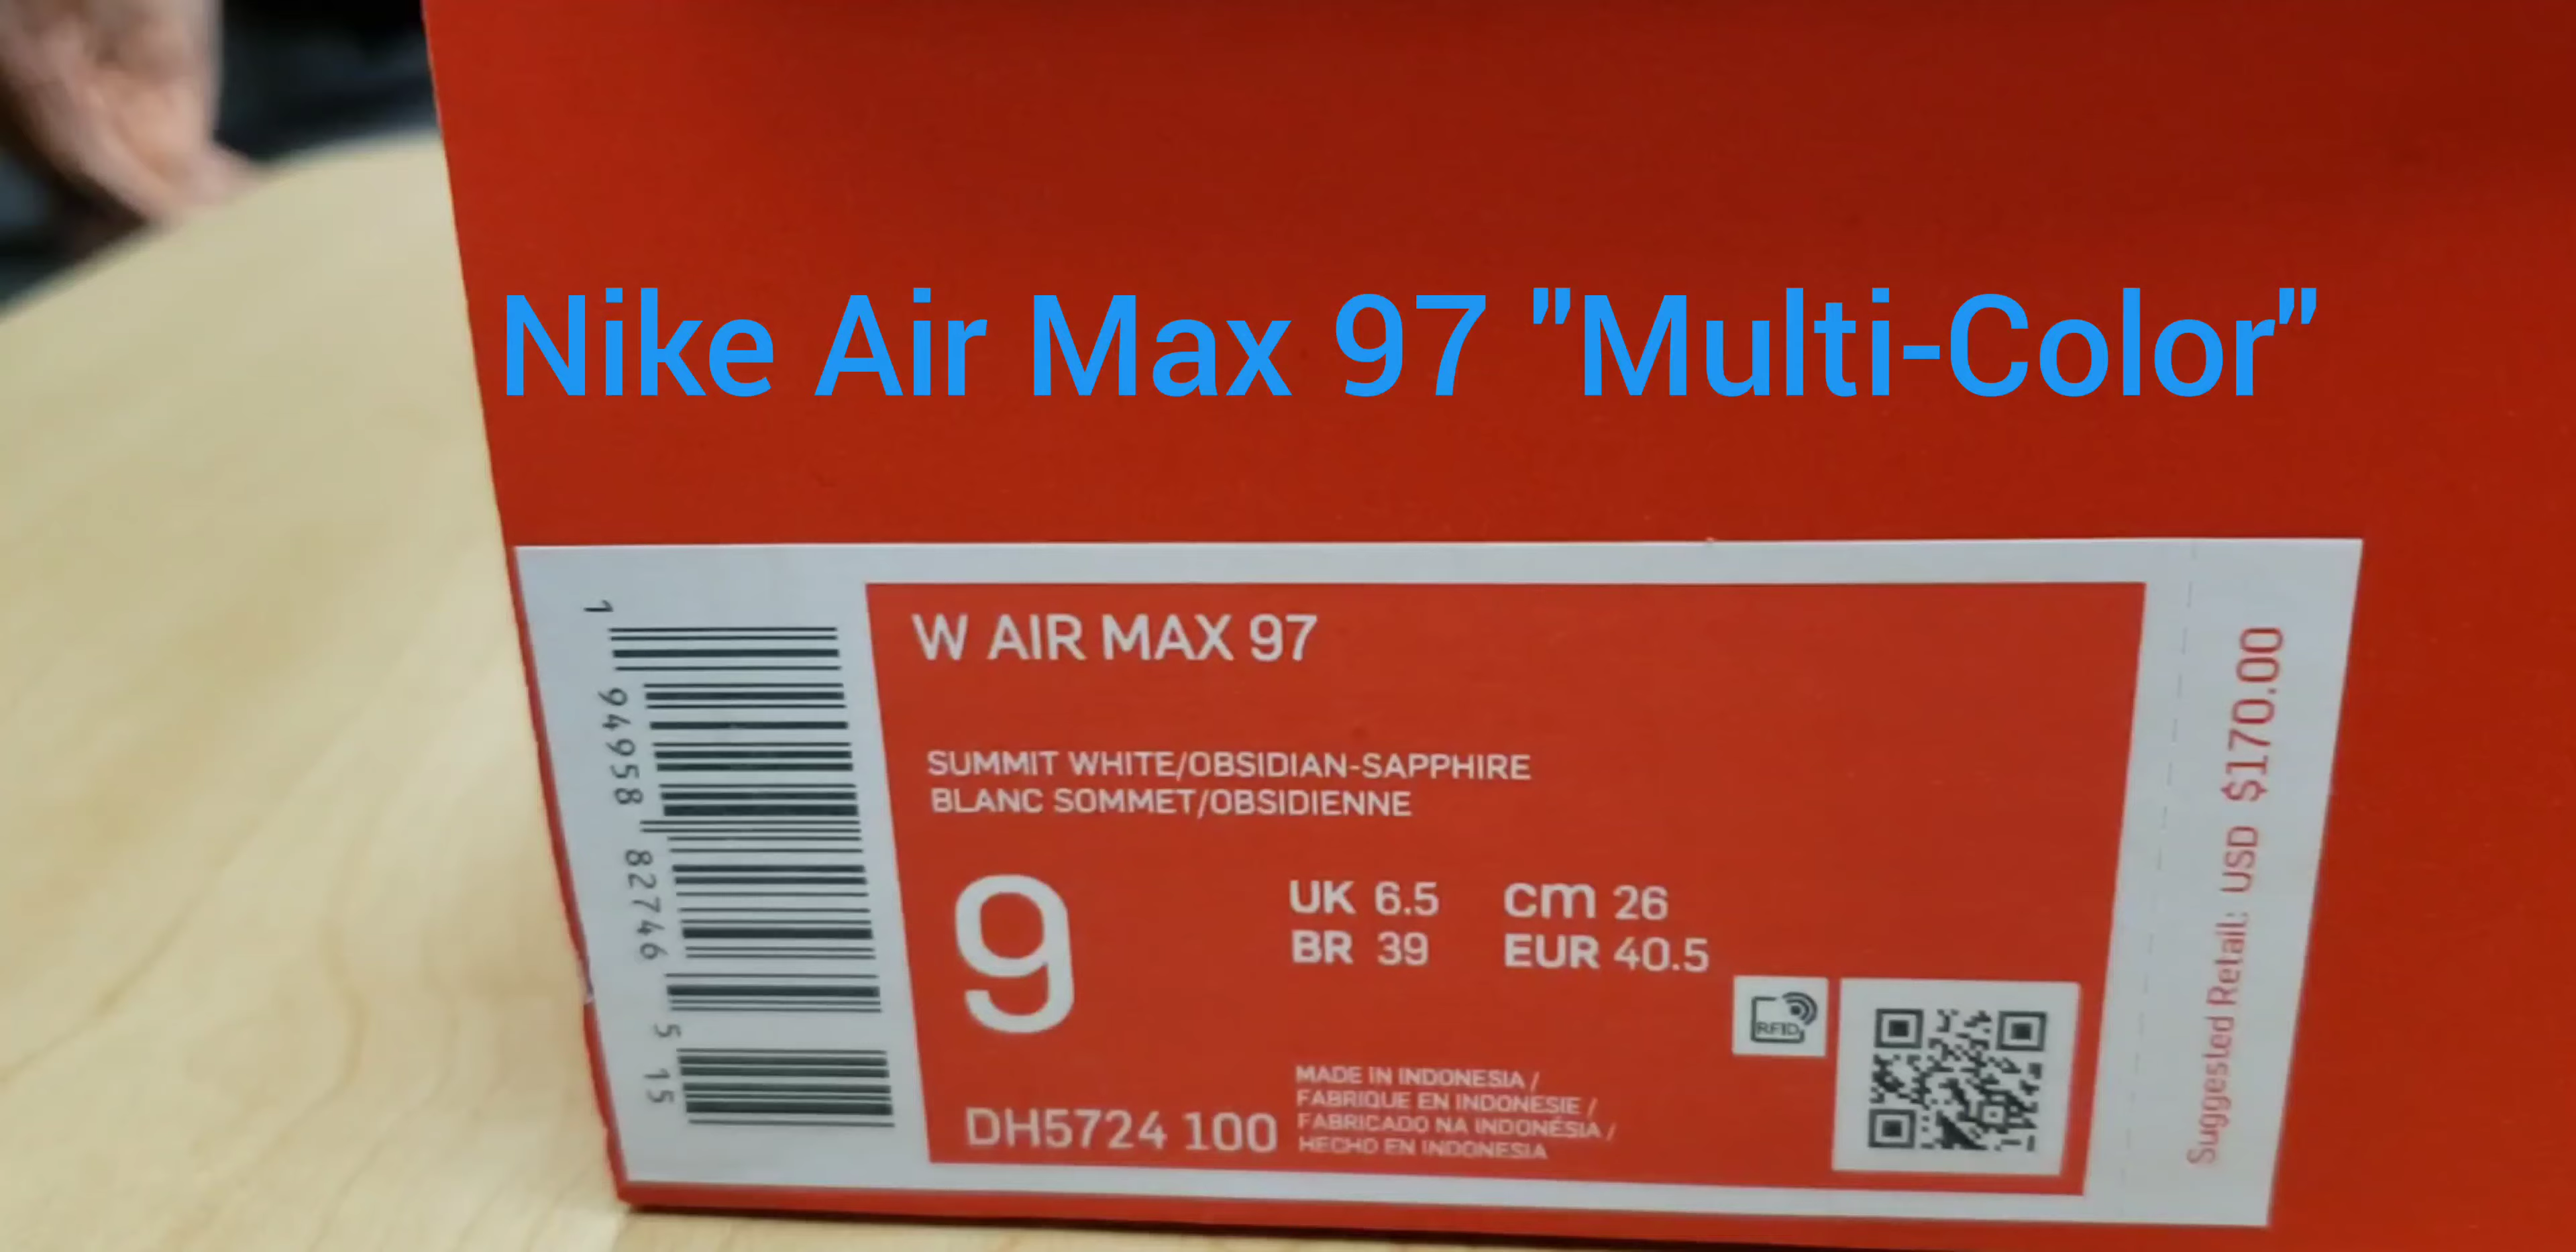 Nike Air Max 97 "Multi-Color"
W AIR MAX 97
SUMMIT WHITE/OBSIDIAN-SAPPHIRE
BLANC SOMMET/OBSIDIENNE
9
UK 6.5 cm 26
BR 39 EUR 40.5
RFID
DH5724 100
MADE IN INDONESIA /
FABRIQUE EN INDONESIE /
FABRICADO NA INDONÉSIA /
HECHO EN INDONESIA
1 94958 82746 5 15
Suggested Retail: USD $170.00